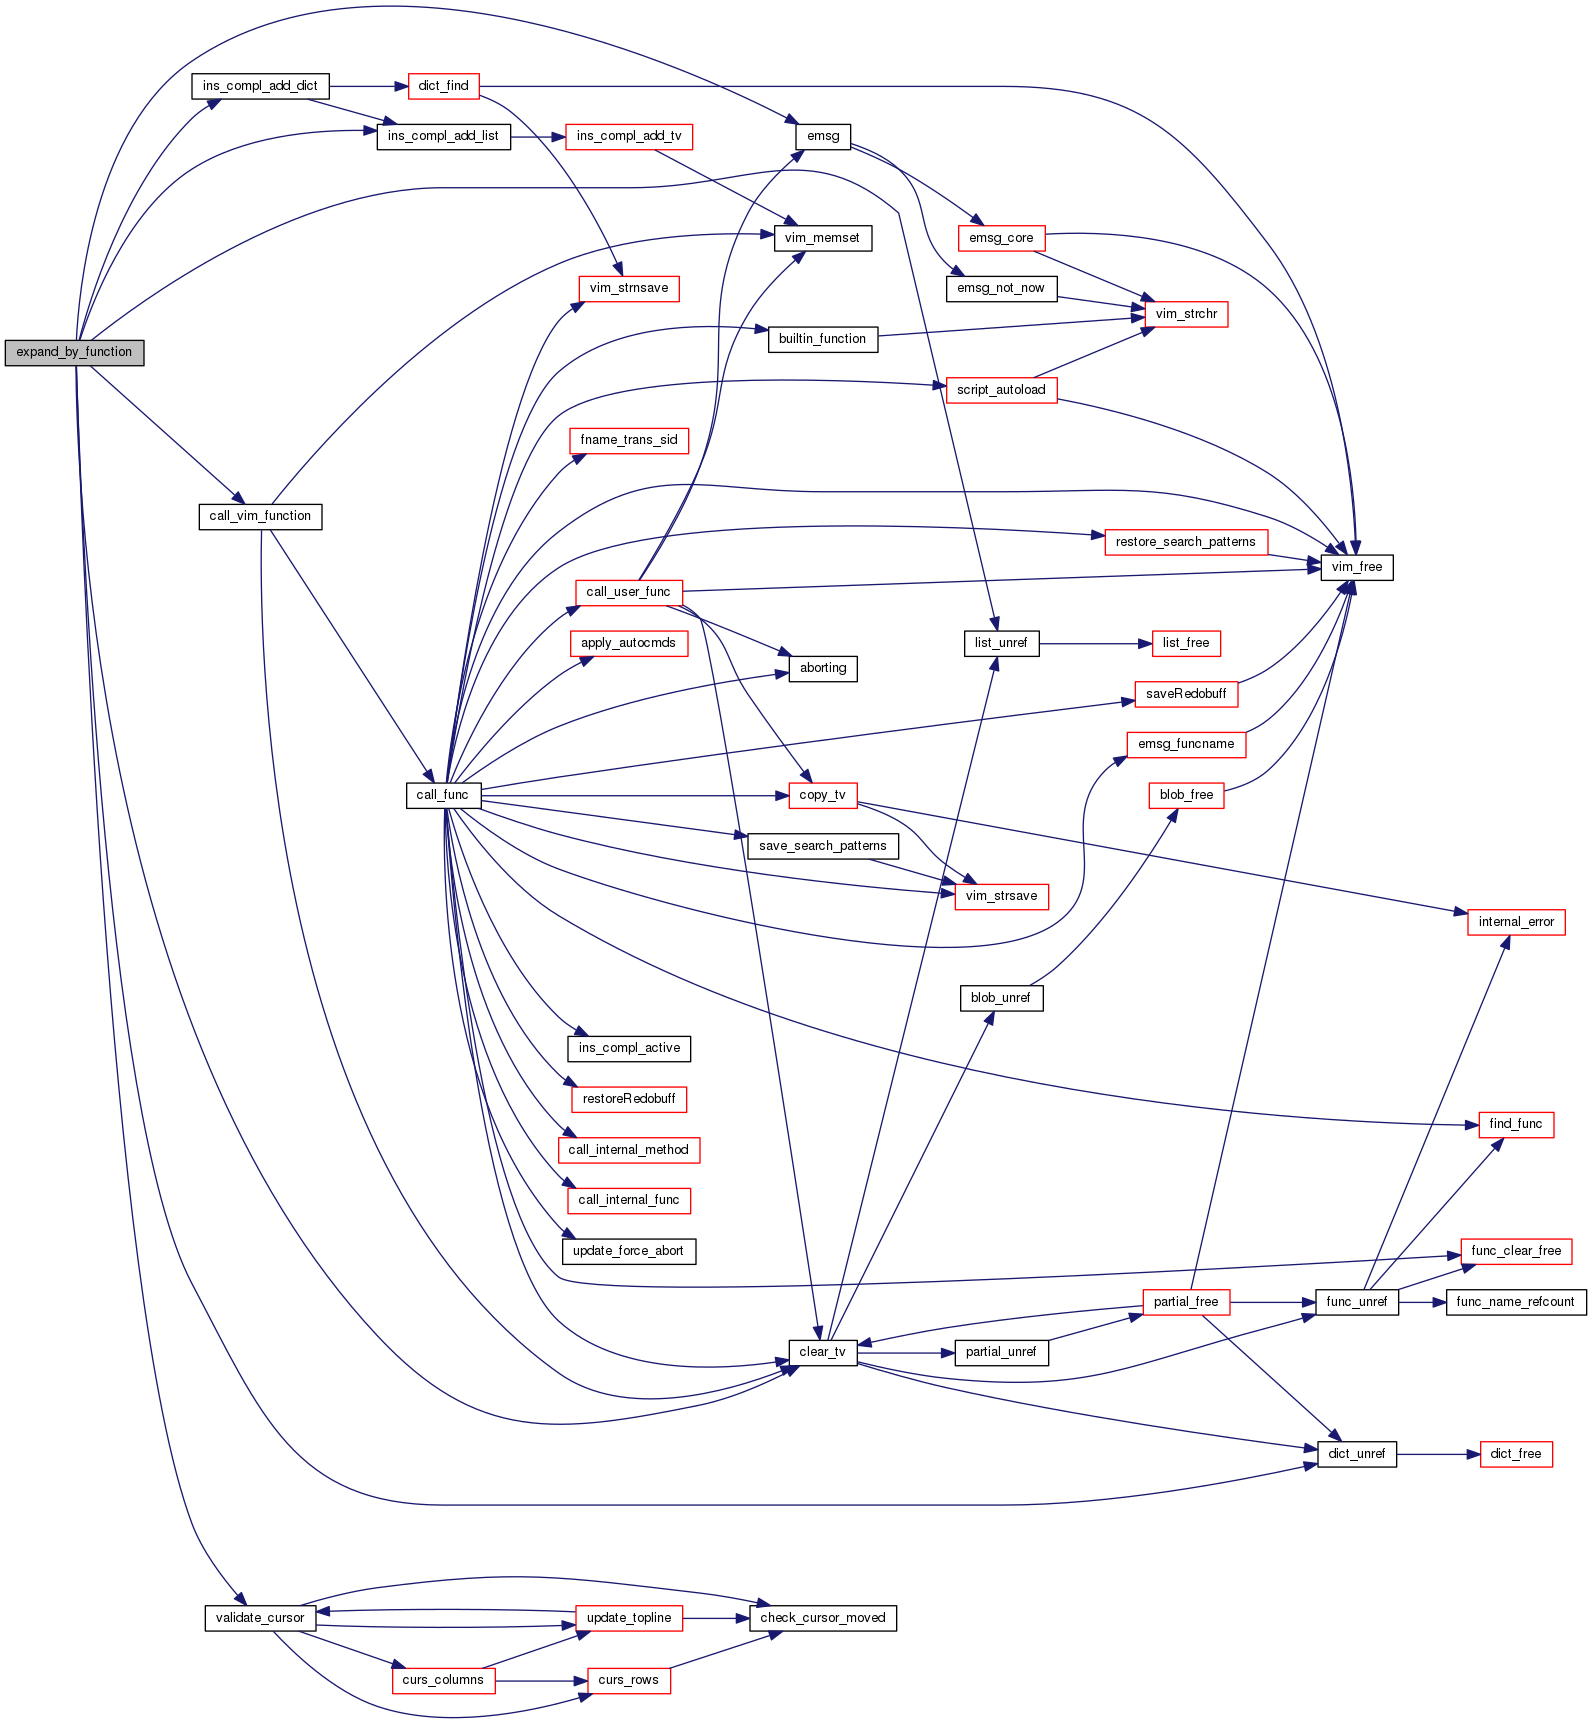 ins_compl_add_dict
dict_find
ins_compl_add_list
ins_compl_add_tv
emsg
vim_memset
emsg_core
vim_strnsave
emsg_not_now
vim_strchr
builtin_function
expand_by_function
script_autoload
fname_trans_sid
call_vim_function
restore_search_patterns
vim_free
call_user_func
apply_autocmds
list_unref
list_free
aborting
saveRedobuff
emsg_funcname
call_func
copy_tv
blob_free
save_search_patterns
vim_strsave
internal_error
blob_unref
ins_compl_active
restoreRedobuff
find_func
call_internal_method
call_internal_func
update_force_abort
func_clear_free
partial_free
func_unref
func_name_refcount
clear_tv
partial_unref
dict_unref
dict_free
validate_cursor
update_topline
check_cursor_moved
curs_columns
curs_rows